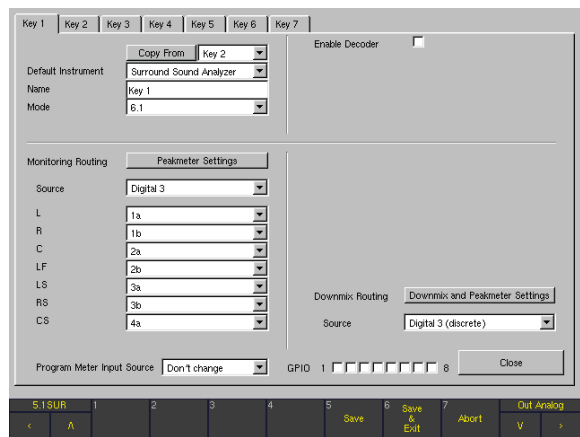 Key 1 Key 2 Key 3 Key 4 Key 5 Key 6 Key 7
Copy From Key 2
Enable Decoder
Default Instrument Surround Sound Analyzer
Name Key 1
Mode 6.1
Monitoring Routing Peakmeter Settings
Source Digital 3
L 1a
R 1b
C 2a
LF 2b
LS 3a
RS 3b
CS 4a
Downmix Routing Downmix and Peakmeter Settings
Source Digital 3 (discrete)
Program Meter Input Source Don't change
GPIO 1 8
Close
5.1SUR 1 2 3 4 5 Save 6 Save & Exit 7 Abort Out Analog
< Λ V >